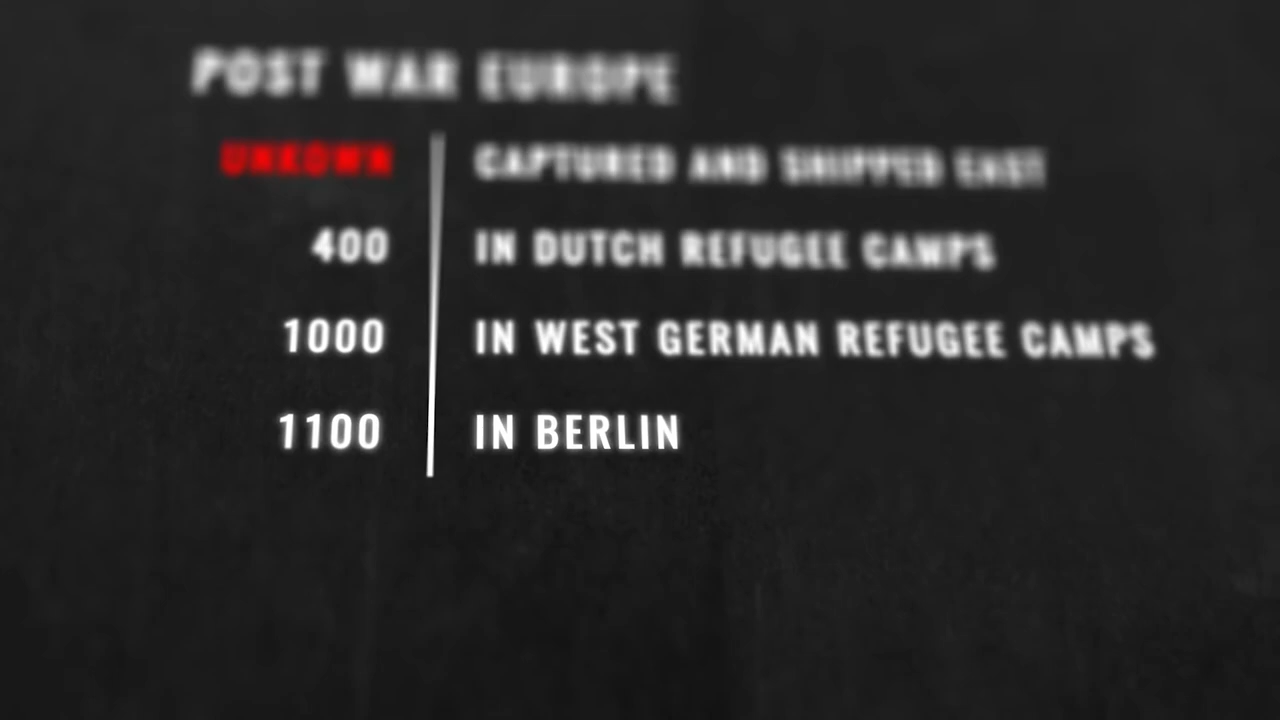 POST WAR EUROPE
UNKOWN CAPTURED AND SHIPPED EAST
400 IN DUTCH REFUGEE CAMPS
1000 IN WEST GERMAN REFUGEE CAMPS
1100 IN BERLIN